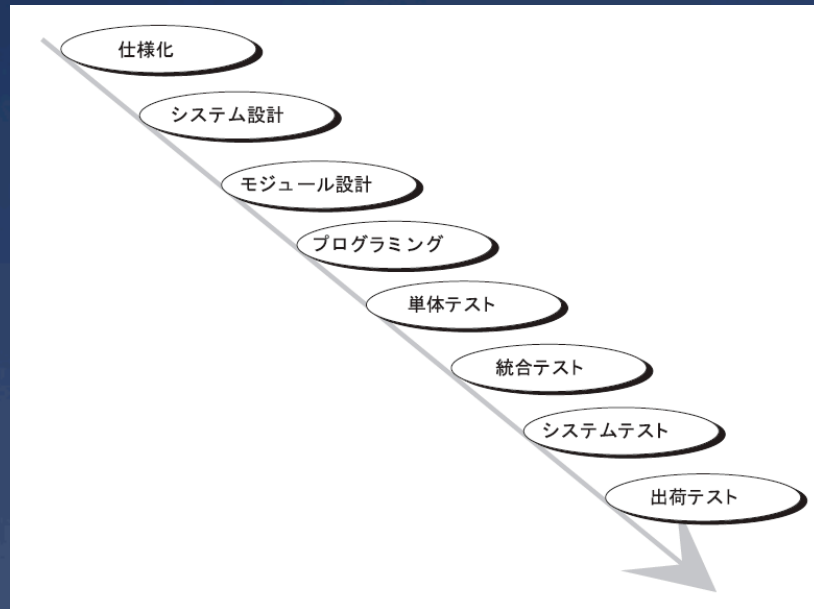 仕様化
システム設計
モジュール設計
プログラミング
単体テスト
統合テスト
システムテスト
出荷テスト